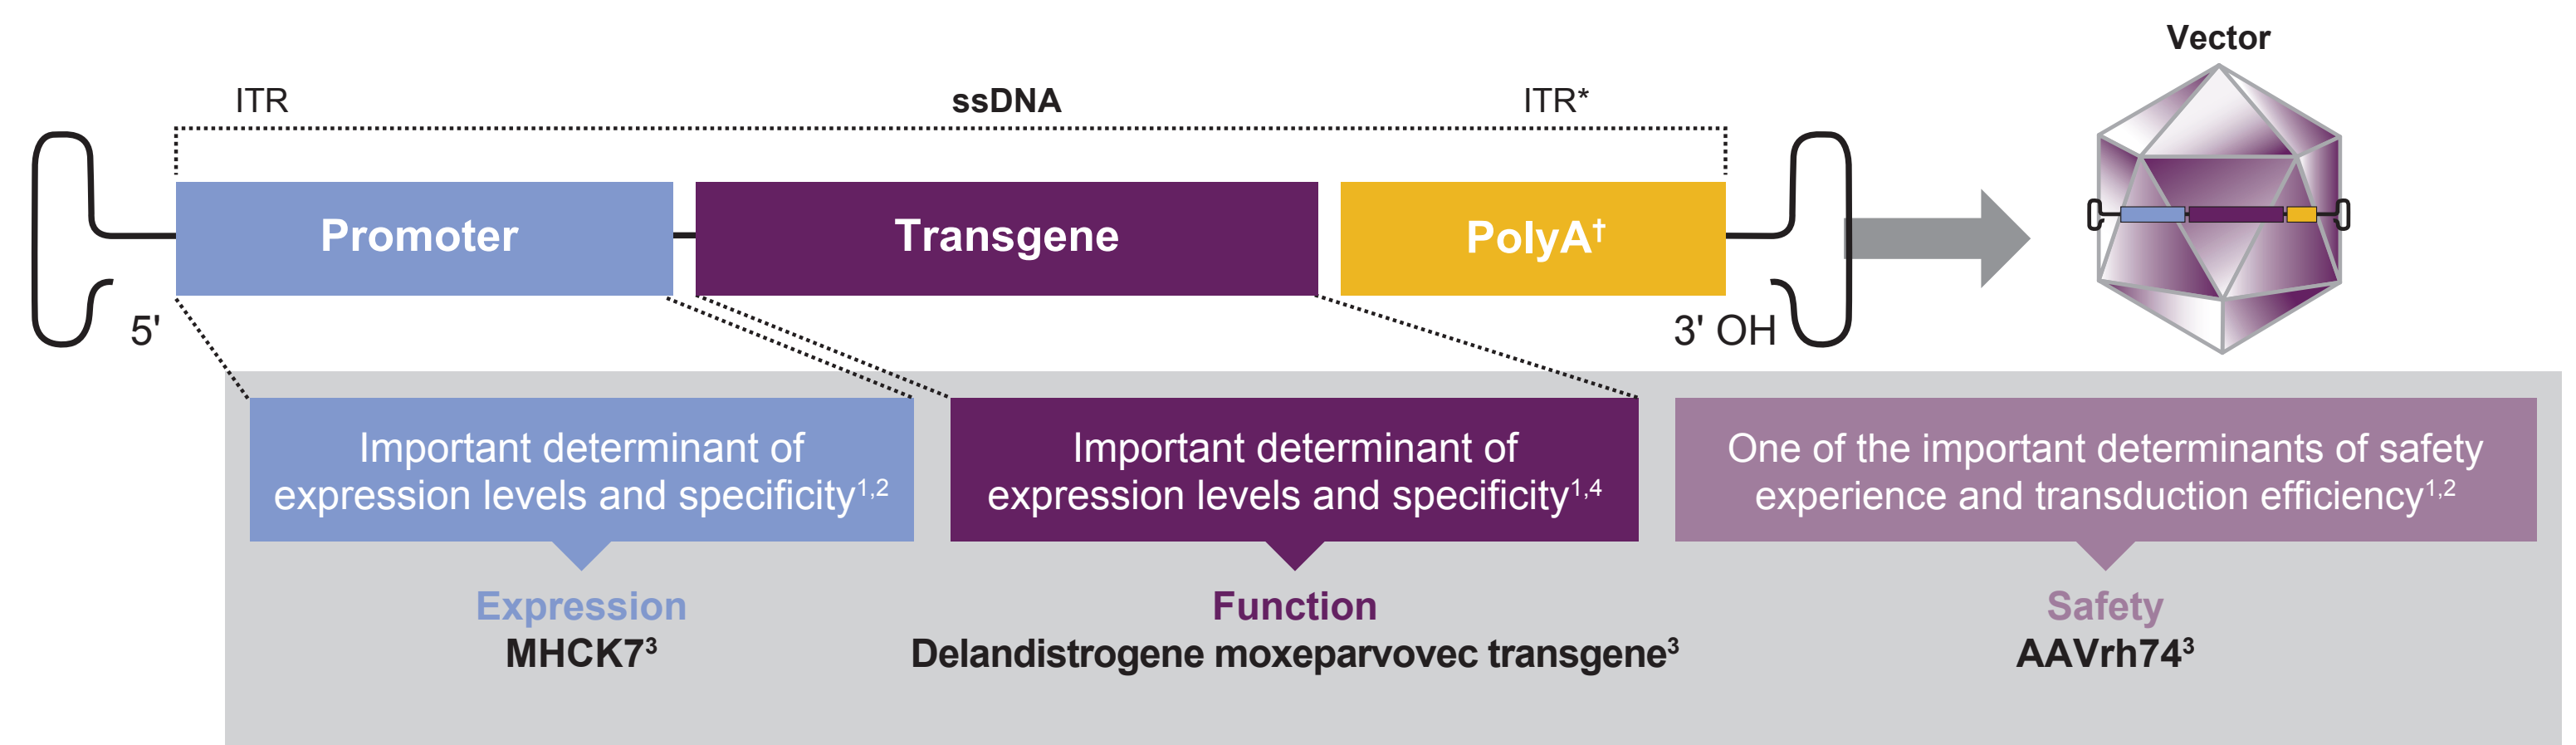 Vector
ITR
ssDNA
ITR*
Promoter
Transgene
PolyA†
5'
3' OH
Important determinant of
expression levels and specificity1,2
Important determinant of
expression levels and specificity1,4
One of the important determinants of safety
experience and transduction efficiency1,2
Expression
MHCK73
Function
Delandistrogene moxeparvovec transgene3
Safety
AAVrh743